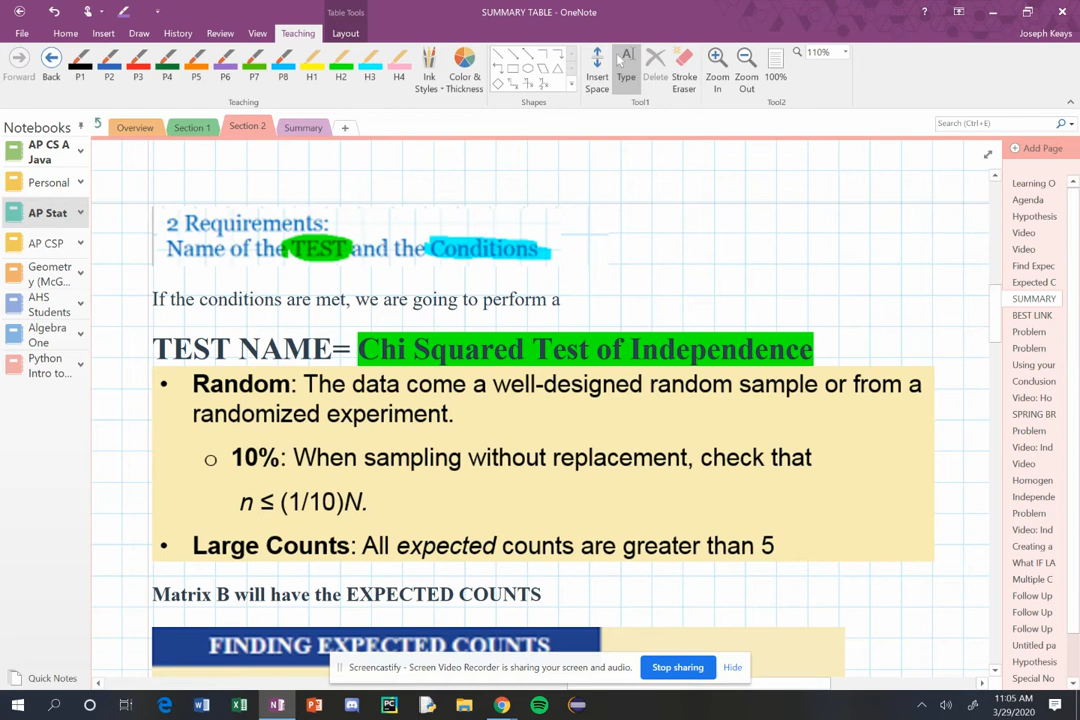 Table Tools
SUMMARY TABLE - OneNote
?
Joseph Keays
File Home Insert Draw History Review View Teaching Layout
Forward Back P1 P2 P3 P4 P5 P6 P7 P8 H1 H2 H3 H4 Ink Styles Color & Thickness
Insert Space Type Delete Stroke Eraser Zoom In Zoom Out 100% 110%
Teaching Shapes Tool1 Tool2
Notebooks
Overview Section 1 Section 2 Summary +
Search (Ctrl+E)
AP CS A
Java
Personal
AP Stat
AP CSP
Geometr
y (McG...
AHS
Students
Algebra
One
Python
Intro to...
Quick Notes
2 Requirements:
Name of the TEST and the Conditions
If the conditions are met, we are going to perform a
TEST NAME= Chi Squared Test of Independence
• Random: The data come a well-designed random sample or from a
randomized experiment.
o 10%: When sampling without replacement, check that
n ≤ (1/10)N.
• Large Counts: All expected counts are greater than 5
Matrix B will have the EXPECTED COUNTS
FINDING EXPECTED COUNTS
Screencastify - Screen Video Recorder is sharing your screen and audio. Stop sharing Hide
Add Page
Learning O
Agenda
Hypothesis
Video
Video
Find Expec
Expected C
SUMMARY
BEST LINK
Problem
Problem
Using your
Conclusion
Video: Ho
SPRING BR
Problem
Video: Ind
Video
Homogen
Independe
Problem
Video: Ind
Creating a
What IF LA
Multiple C
Follow Up
Follow Up
Follow Up
Untitled pa
Hypothesis
Special No
11:05 AM
3/29/2020